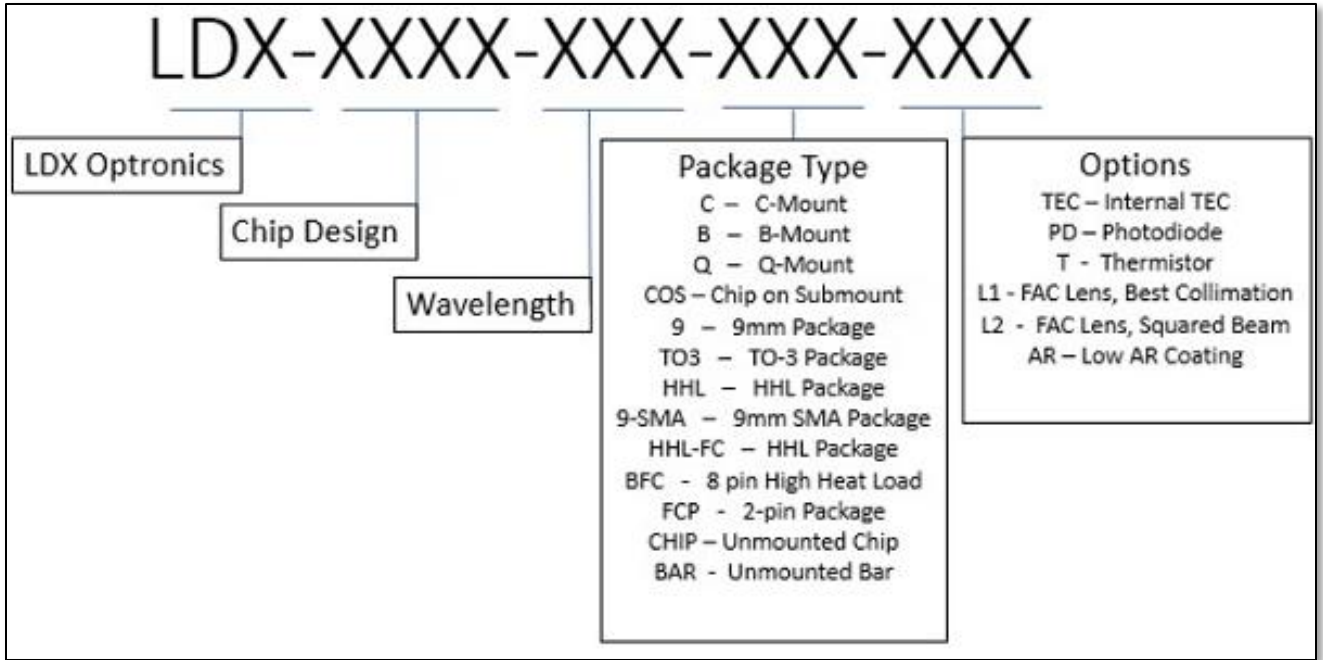 LDX-XXXX-XXX-XXX-XXX
LDX Optronics
Chip Design
Wavelength
Package Type
C – C-Mount
B – B-Mount
Q – Q-Mount
COS – Chip on Submount
9 – 9mm Package
TO3 – TO-3 Package
HHL – HHL Package
9-SMA – 9mm SMA Package
HHL-FC – HHL Package
BFC - 8 pin High Heat Load
FCP - 2-pin Package
CHIP – Unmounted Chip
BAR - Unmounted Bar
Options
TEC – Internal TEC
PD – Photodiode
T - Thermistor
L1 - FAC Lens, Best Collimation
L2 - FAC Lens, Squared Beam
AR – Low AR Coating